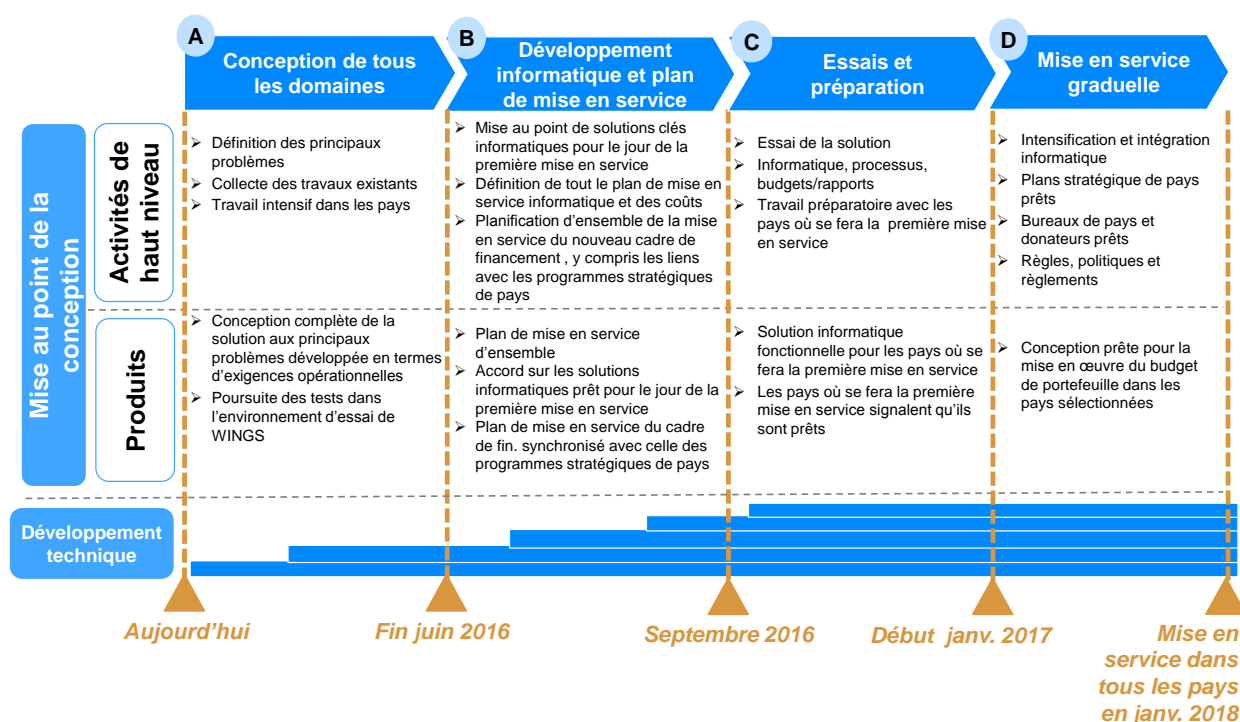 A
Conception de tous
les domaines
B
Développement
informatique et plan
de mise en service
C
Essais et
préparation
D
Mise en service
graduelle
Mise au point de la
conception
Activités de
haut niveau
➢ Définition des principaux
problèmes
➢ Collecte des travaux existants
➢ Travail intensif dans les pays
➢ Mise au point de solutions clés
informatiques pour le jour de la
première mise en service
➢ Définition de tout le plan de mise en
service informatique et des coûts
➢ Planification d’ensemble de la mise
en service du nouveau cadre de
financement , y compris les liens
avec les programmes stratégiques
de pays
➢ Essai de la solution
➢ Informatique, processus,
budgets/rapports
➢ Travail préparatoire avec les
pays où se fera la première mise
en service
➢ Intensification et intégration
informatique
➢ Plans stratégique de pays
prêts
➢ Bureaux de pays et
donateurs prêts
➢ Règles, politiques et
règlements
Produits
➢ Conception complète de la
solution aux principaux
problèmes développée en termes
d’exigences opérationnelles
➢ Poursuite des tests dans
l’environnement d’essai de
WINGS
➢ Plan de mise en service
d’ensemble
➢ Accord sur les solutions
informatiques prêt pour le jour de la
première mise en service
➢ Plan de mise en service du cadre
de fin. synchronisé avec celle des
programmes stratégiques de pays
➢ Solution informatique
fonctionnelle pour les pays où se
fera la première mise en service
➢ Les pays où se fera la première
mise en service signalent qu’ils
sont prêts
➢ Conception prête pour la
mise en œuvre du budget
de portefeuille dans les
pays sélectionnées
Développement
technique
Aujourd’hui
Fin juin 2016
Septembre 2016
Début janv. 2017
Mise en
service dans
tous les pays
en janv. 2018